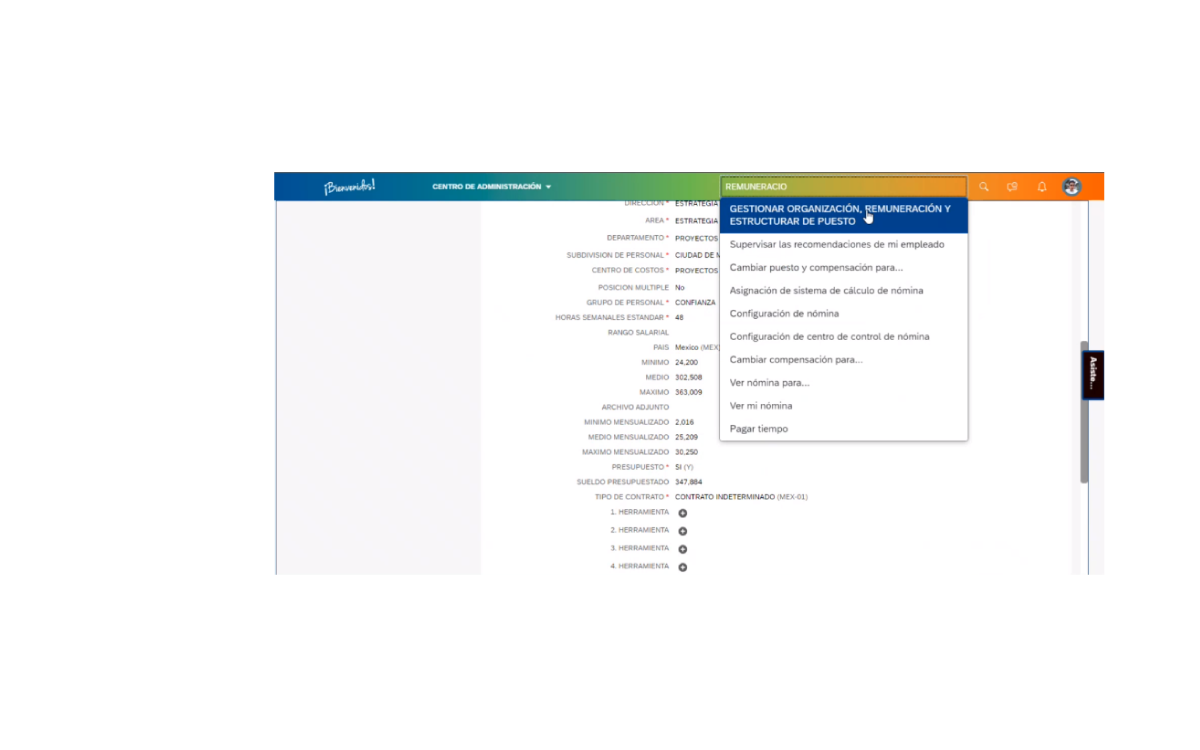 ¡Bienvenidos!
CENTRO DE ADMINISTRACIÓN
REMUNERACIO
DIRECCION * ESTRATEGIA
AREA * ESTRATEGIA
DEPARTAMENTO * PROYECTOS
SUBDIVISION DE PERSONAL * CIUDAD DE M
CENTRO DE COSTOS * PROYECTOS
POSICION MULTIPLE No
GRUPO DE PERSONAL * CONFIANZA
HORAS SEMANALES ESTANDAR * 48
RANGO SALARIAL
PAIS Mexico (MEX)
MINIMO 24,200
MEDIO 302,508
MAXIMO 363,009
ARCHIVO ADJUNTO
MINIMO MENSUALIZADO 2,016
MEDIO MENSUALIZADO 25,209
MAXIMO MENSUALIZADO 30,250
PRESUPUESTO * SI (Y)
SUELDO PRESUPUESTADO 347,884
TIPO DE CONTRATO * CONTRATO INDETERMINADO (MEX-01)
1. HERRAMIENTA
2. HERRAMIENTA
3. HERRAMIENTA
4. HERRAMIENTA
GESTIONAR ORGANIZACIÓN, REMUNERACIÓN Y
ESTRUCTURAR DE PUESTO
Supervisar las recomendaciones de mi empleado
Cambiar puesto y compensación para...
Asignación de sistema de cálculo de nómina
Configuración de nómina
Configuración de centro de control de nómina
Cambiar compensación para...
Ver nómina para...
Ver mi nómina
Pagar tiempo
Asiste...